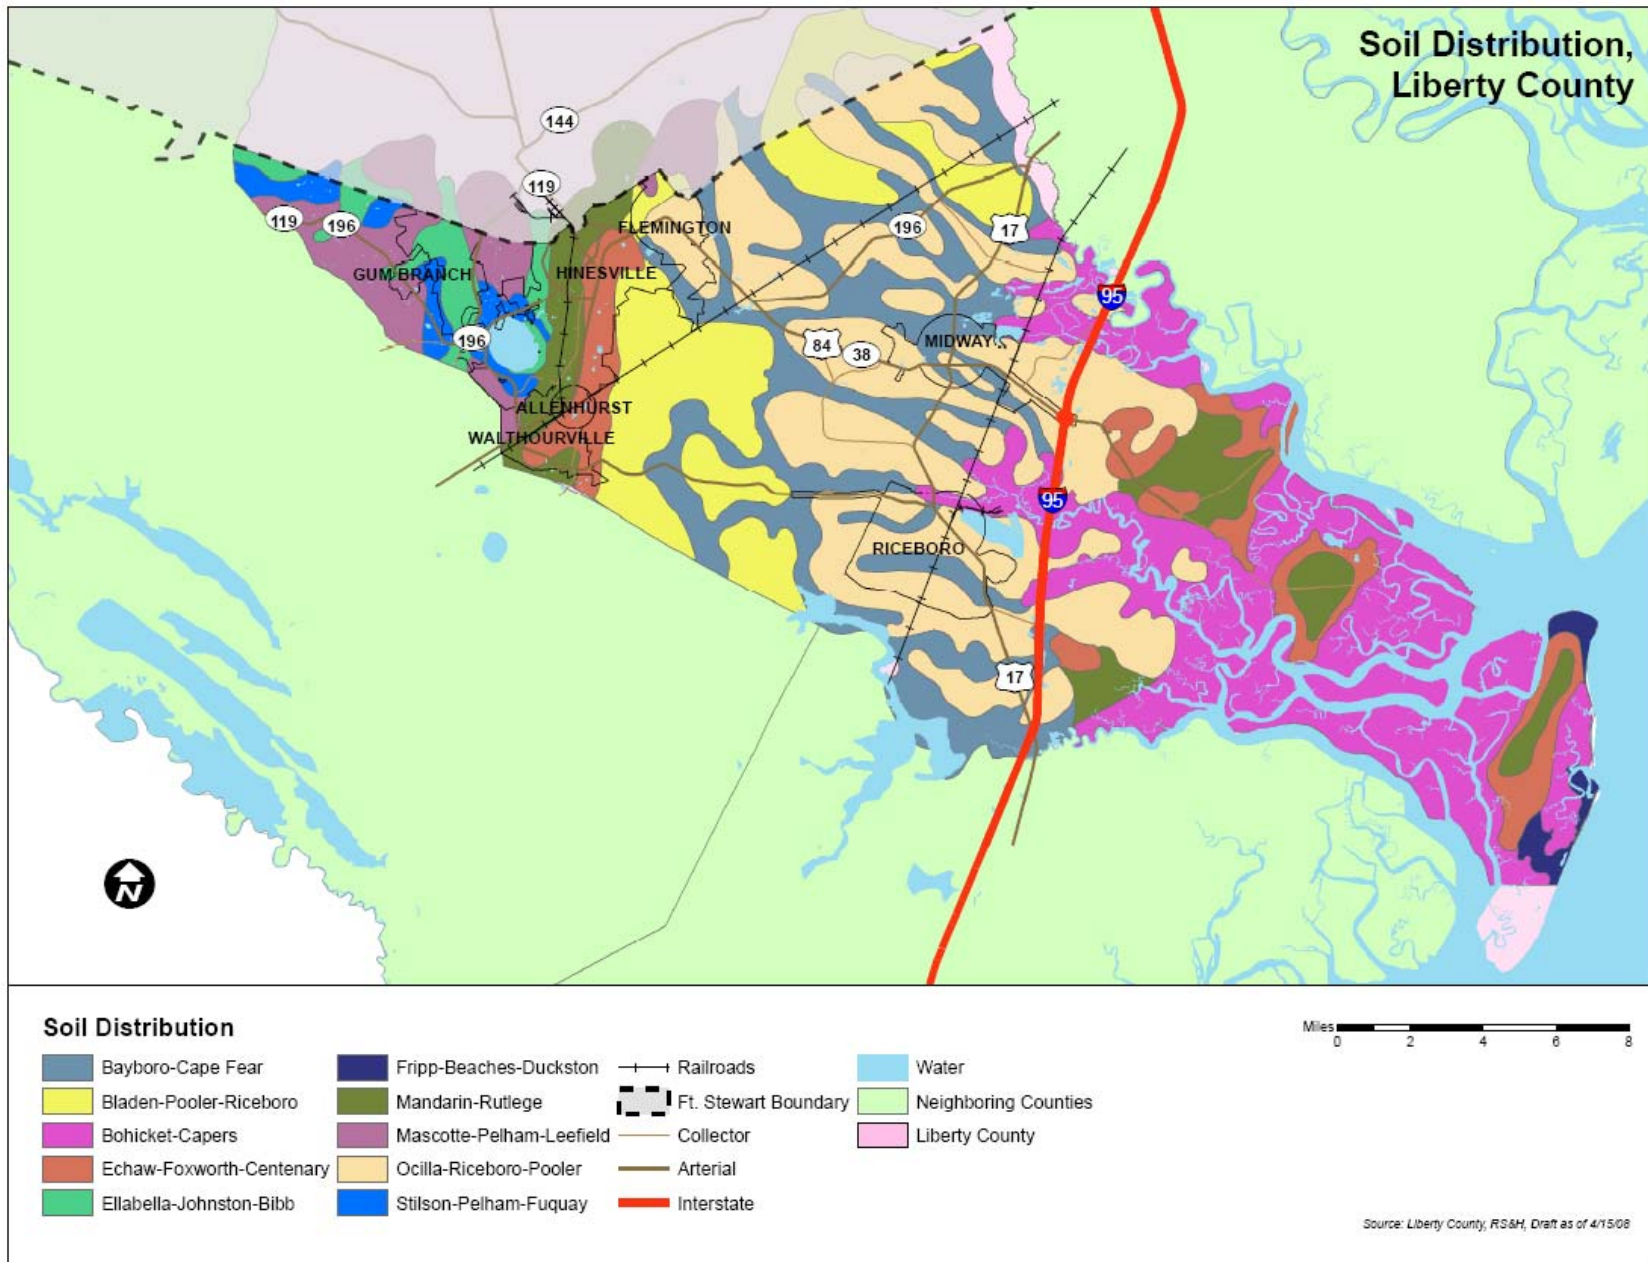 Soil Distribution,
Liberty County
144
119
119
196
FLEMINGTON
196
17
GUM BRANCH
HINESVILLE
95
196
84
38
MIDWAY
ALLENHURST
WALTHOURVILLE
95
RICEBORO
17
N
Soil Distribution
Bayboro-Cape Fear
Bladen-Pooler-Riceboro
Bohicket-Capers
Echaw-Foxworth-Centenary
Ellabella-Johnston-Bibb
Fripp-Beaches-Duckston
Mandarin-Rutlege
Mascotte-Pelham-Leefield
Ocilla-Riceboro-Pooler
Stilson-Pelham-Fuquay
Railroads
Ft. Stewart Boundary
Collector
Arterial
Interstate
Water
Neighboring Counties
Liberty County
Miles
0 2 4 6 8
Source: Liberty County, RS&H, Draft as of 4/15/08